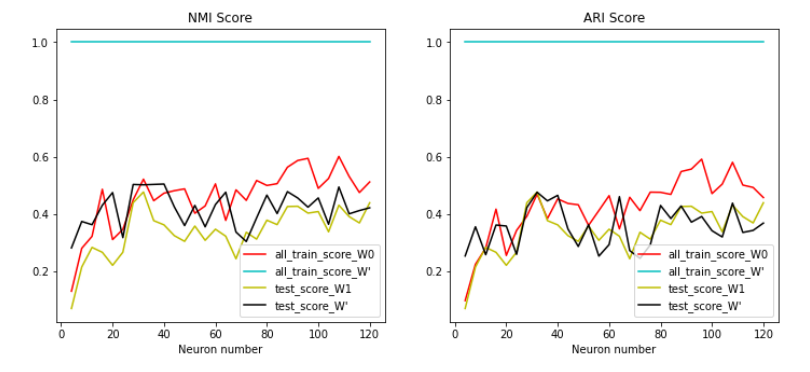 NMI Score
1.0
0.8
0.6
0.4
0.2
0 20 40 60 80 100 120
Neuron number
all_train_score_W0
all_train_score_W'
test_score_W1
test_score_W'
ARI Score
1.0
0.8
0.6
0.4
0.2
0 20 40 60 80 100 120
Neuron number
all_train_score_W0
all_train_score_W'
test_score_W1
test_score_W'